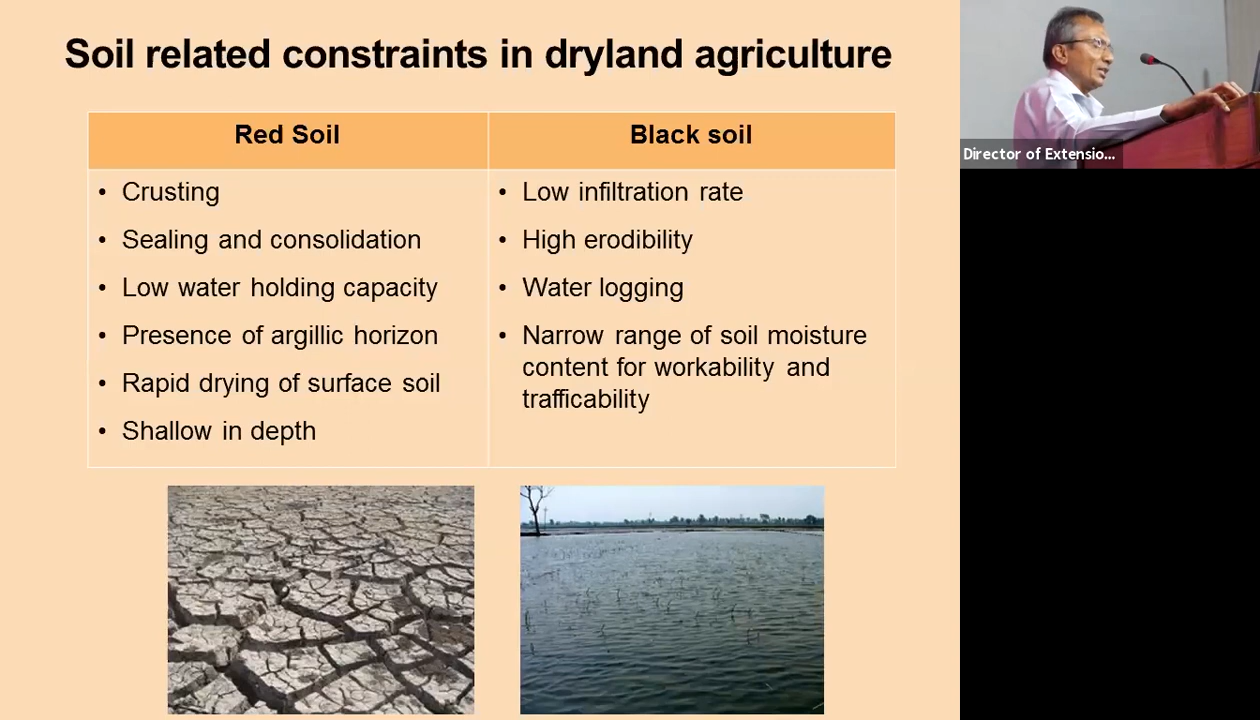 Soil related constraints in dryland agriculture
Red Soil
Black soil
• Crusting
• Sealing and consolidation
• Low water holding capacity
• Presence of argillic horizon
• Rapid drying of surface soil
• Shallow in depth
• Low infiltration rate
• High erodibility
• Water logging
• Narrow range of soil moisture
content for workability and
trafficability
Director of Extensio...